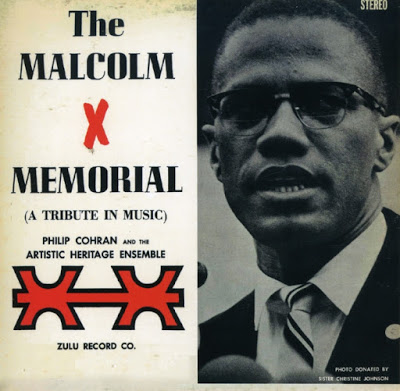 The
MALCOLM
X
MEMORIAL
(A TRIBUTE IN MUSIC)
PHILIP COHRAN AND THE
ARTISTIC HERITAGE ENSEMBLE
ZULU RECORD CO.
STEREO
PHOTO DONATED BY
SISTER CHRISTINE JOHNSON